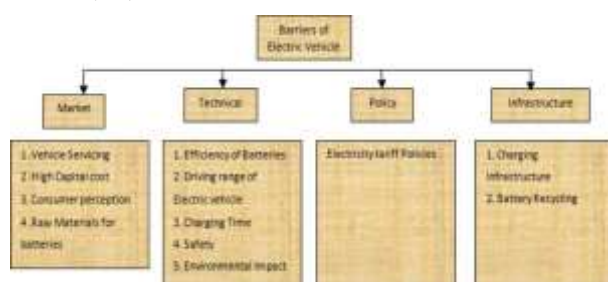 Barriers of
Electric Vehicle
Market
Technical
Policy
Infrastructure
1. Vehicle Servicing
2. High Capital cost
3. Consumer perception
4. Raw Materials for
batteries
1. Efficiency of Batteries
2. Driving range of
Electric vehicle
3. Charging Time
4. Safety
5. Environmental Impact
Electricity tariff Policies
1. Charging
Infrastructure
2. Battery Recycling